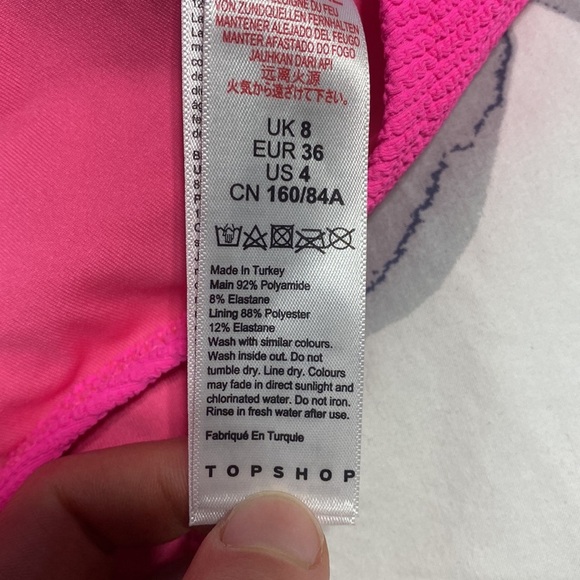 VON ZUNDQUELLEN FERNHALTEN
MANTENER ALEJADO DEL FEUGO
MANTER AFASTADO DO FOGO
JAUHKAN DARI API
远离火源
火気から遠ざけて下さい。
UK 8
EUR 36
US 4
CN 160/84A
Made In Turkey
Main 92% Polyamide
8% Elastane
Lining 88% Polyester
12% Elastane
Wash with similar colours.
Wash inside out. Do not
tumble dry. Line dry. Colours
may fade in direct sunlight and
chlorinated water. Do not iron.
Rinse in fresh water after use.
Fabriqué En Turquie
TOPSHOP